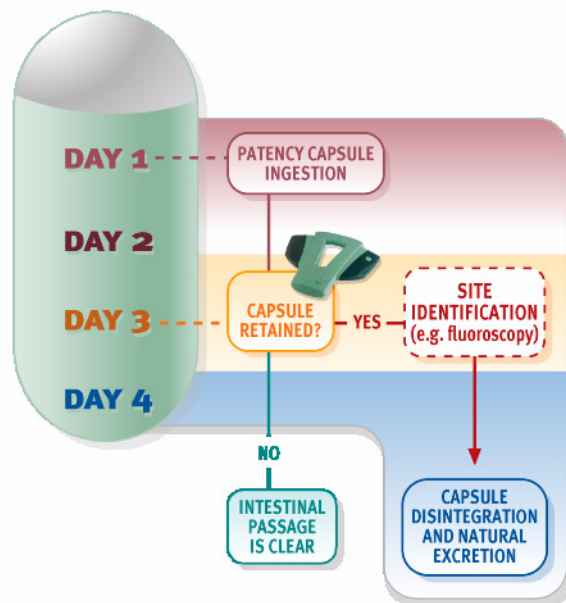 DAY 1
PATENCY CAPSULE
INGESTION
DAY 2
DAY 3
CAPSULE
RETAINED?
YES
SITE
IDENTIFICATION
(e.g. fluoroscopy)
DAY 4
NO
INTESTINAL
PASSAGE
IS CLEAR
CAPSULE
DISINTEGRATION
AND NATURAL
EXCRETION